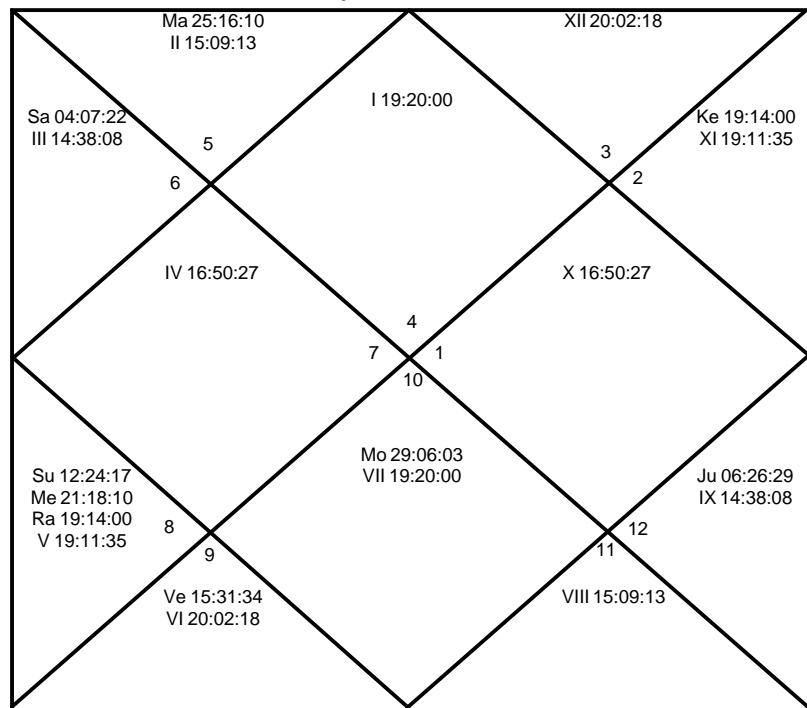 Ma 25:16:10
II 15:09:13
XII 20:02:18
I 19:20:00
Sa 04:07:22
III 14:38:08
Ke 19:14:00
XI 19:11:35
5
3
6
2
IV 16:50:27
X 16:50:27
4
7
1
10
Mo 29:06:03
VII 19:20:00
Su 12:24:17
Me 21:18:10
Ra 19:14:00
V 19:11:35
Ju 06:26:29
IX 14:38:08
8
12
9
11
Ve 15:31:34
VI 20:02:18
VIII 15:09:13